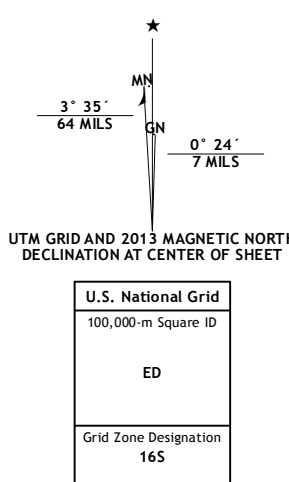 ★
MN
3° 35´
64 MILS
GN
0° 24´
7 MILS
UTM GRID AND 2013 MAGNETIC NORTH
DECLINATION AT CENTER OF SHEET
U.S. National Grid
100,000-m Square ID
ED
Grid Zone Designation
16S